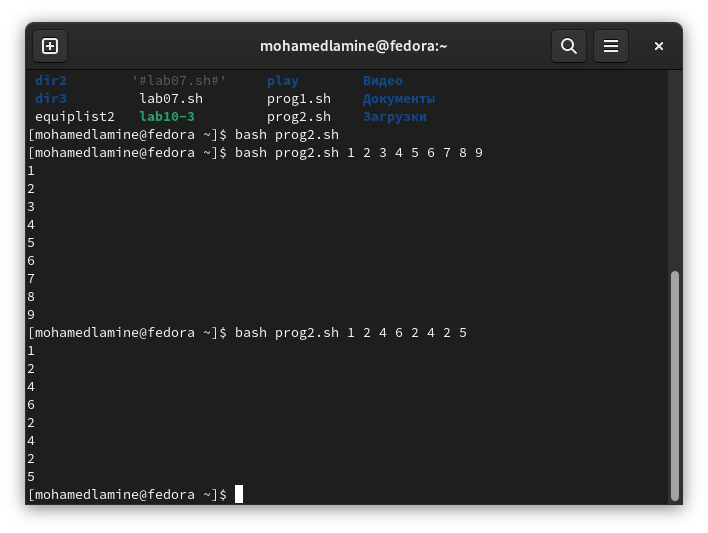 mohamedlamine@fedora:~
dir2 '#lab07.sh#' play Видео
dir3 lab07.sh prog1.sh Документы
equiplist2 lab10-3 prog2.sh Загрузки
[mohamedlamine@fedora ~]$ bash prog2.sh
[mohamedlamine@fedora ~]$ bash prog2.sh 1 2 3 4 5 6 7 8 9
1
2
3
4
5
6
7
8
9
[mohamedlamine@fedora ~]$ bash prog2.sh 1 2 4 6 2 4 2 5
1
2
4
6
2
4
2
5
[mohamedlamine@fedora ~]$